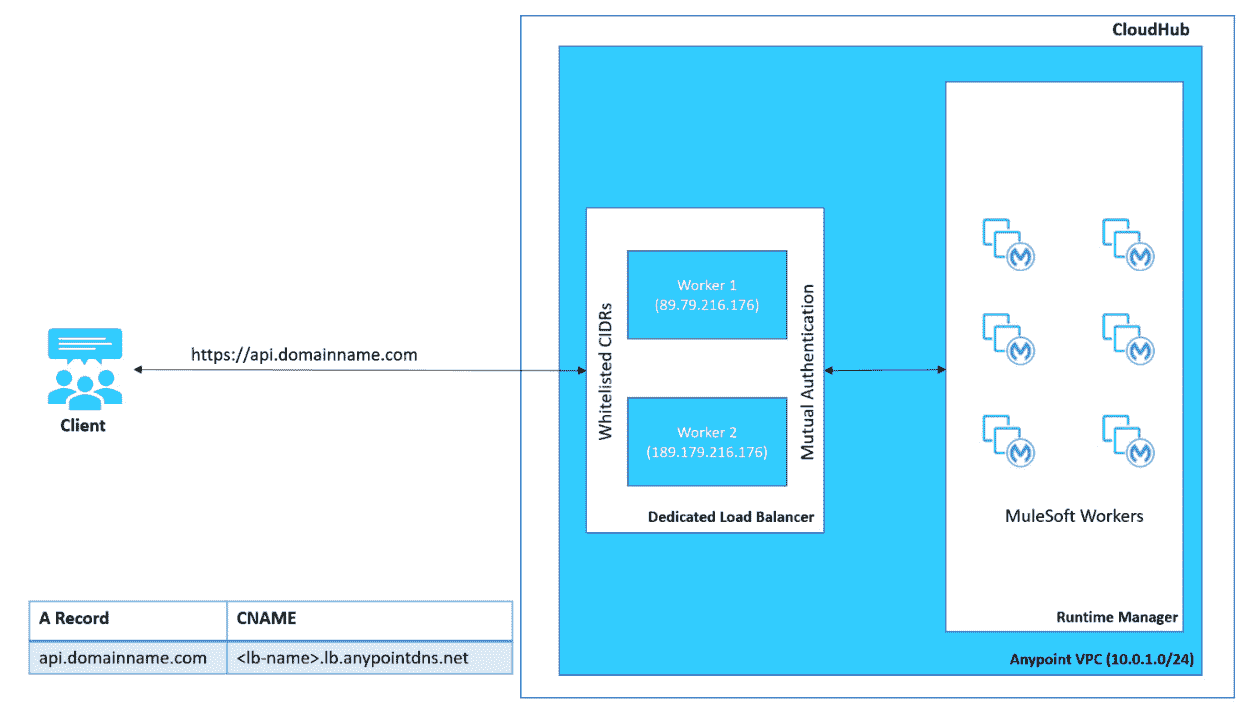 CloudHub
Whitelisted CIDRs
Worker 1
(89.79.216.176)
Mutual Authentication
https://api.domainname.com
Client
Worker 2
(189.179.216.176)
Dedicated Load Balancer
MuleSoft Workers
Runtime Manager
Anypoint VPC (10.0.1.0/24)
A Record CNAME
api.domainname.com <lb-name>.lb.anypointdns.net